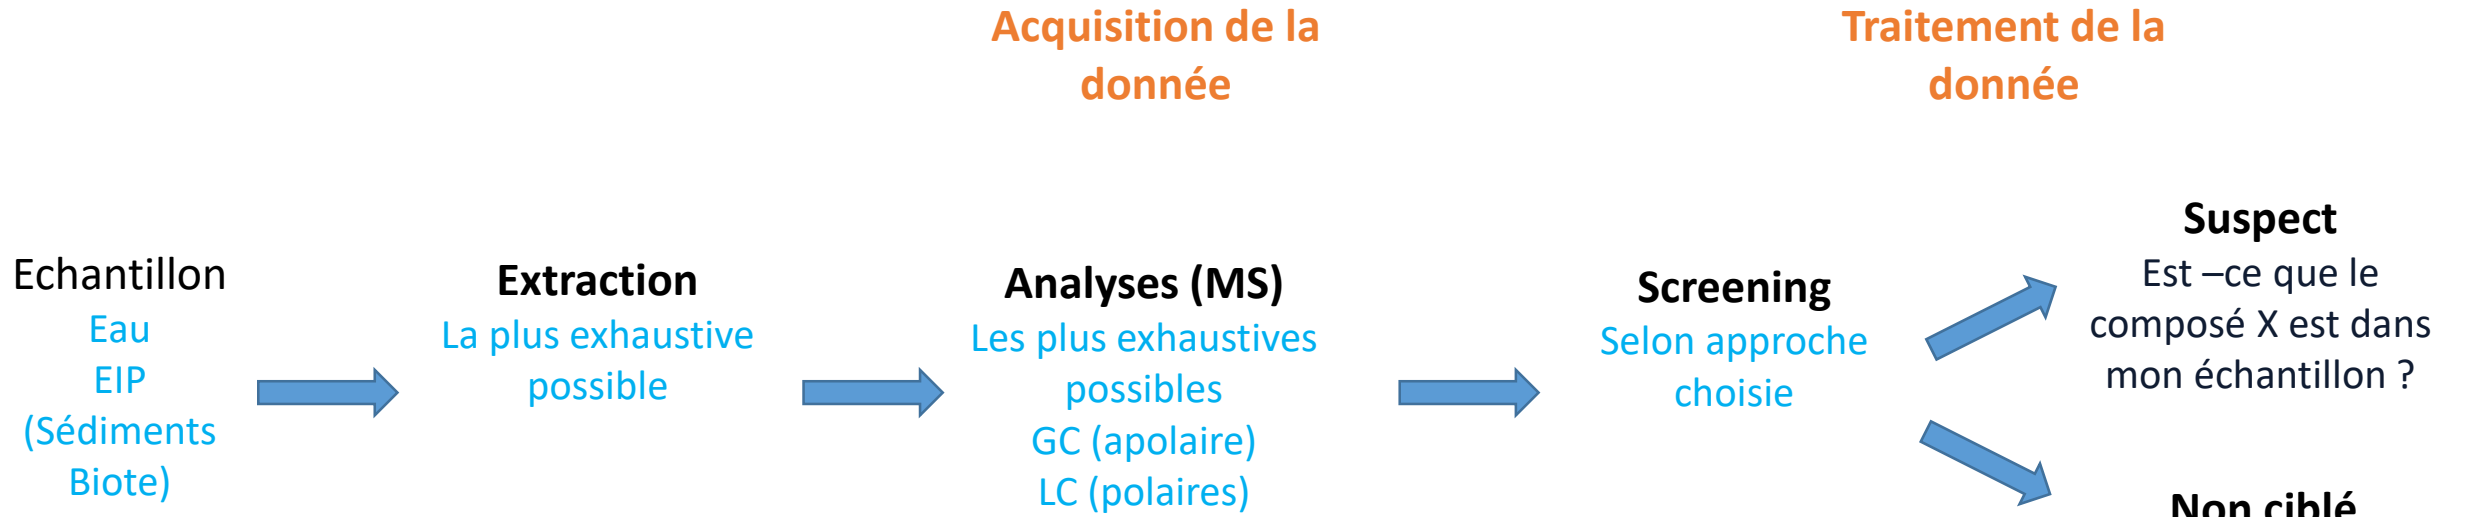 Acquisition de la
donnée
Traitement de la
donnée
Echantillon
Eau
EIP
(Sédiments
Biote)
Extraction
La plus exhaustive
possible
Analyses (MS)
Les plus exhaustives
possibles
GC (apolaire)
LC (polaires)
Screening
Selon approche
choisie
Suspect
Est –ce que le
composé X est dans
mon échantillon ?
Non ciblé